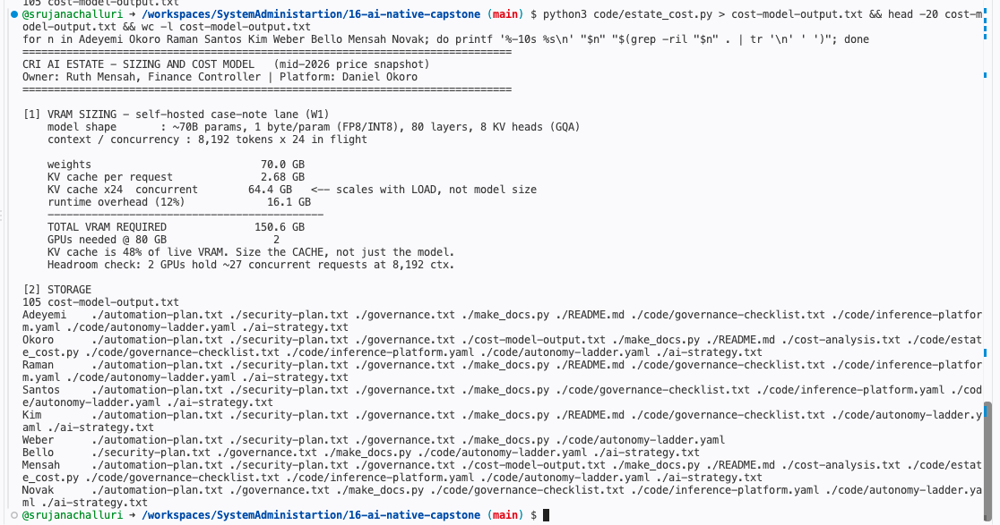 105 cost-model-output.txt
@srujanachalluri → /workspaces/SystemAdministartion/16-ai-native-capstone (main) $ python3 code/estate_cost.py > cost-model-output.txt && head -20 cost-m
odel-output.txt && wc -l cost-model-output.txt
for n in Adeyemi Okoro Raman Santos Kim Weber Bello Mensah Novak; do printf '%-10s %s\n' "$n" "$(grep -ril "$n" . | tr '\n' ' ')"; done
==============================================================================
CRI AI ESTATE — SIZING AND COST MODEL   (mid-2026 price snapshot)
Owner: Ruth Mensah, Finance Controller | Platform: Daniel Okoro
==============================================================================
[1] VRAM SIZING — self-hosted case-note lane (W1)
    model shape       : ~70B params, 1 byte/param (FP8/INT8), 80 layers, 8 KV heads (GQA)
    context / concurrency : 8,192 tokens x 24 in flight
    weights                            70.0 GB
    KV cache per request               2.68 GB
    KV cache x24  concurrent         64.4 GB   <—— scales with LOAD, not model size
    runtime overhead (12%)              16.1 GB
    ----------------------------------------------
    TOTAL VRAM REQUIRED               150.6 GB
    GPUs needed @ 80 GB                  2
    KV cache is 48% of live VRAM. Size the CACHE, not just the model.
    Headroom check: 2 GPUs hold ~27 concurrent requests at 8,192 ctx.
[2] STORAGE
105 cost-model-output.txt
Adeyemi    ./automation-plan.txt ./security-plan.txt ./governance.txt ./make_docs.py ./README.md ./code/governance-checklist.txt ./code/inference-platfor
m.yaml ./code/autonomy-ladder.yaml ./ai-strategy.txt
Okoro      ./automation-plan.txt ./security-plan.txt ./governance.txt ./cost-model-output.txt ./make_docs.py ./README.md ./cost-analysis.txt ./code/estat
e_cost.py ./code/governance-checklist.txt ./code/inference-platform.yaml ./code/autonomy-ladder.yaml ./ai-strategy.txt
Raman      ./automation-plan.txt ./security-plan.txt ./governance.txt ./make_docs.py ./README.md ./code/governance-checklist.txt ./code/inference-platfor
m.yaml ./code/autonomy-ladder.yaml ./ai-strategy.txt
Santos     ./automation-plan.txt ./security-plan.txt ./governance.txt ./make_docs.py ./code/governance-checklist.txt ./code/inference-platform.yaml ./cod
e/autonomy-ladder.yaml ./ai-strategy.txt
Kim        ./automation-plan.txt ./security-plan.txt ./governance.txt ./make_docs.py ./README.md ./code/governance-checklist.txt ./code/autonomy-ladder.y
aml ./ai-strategy.txt
Weber      ./automation-plan.txt ./security-plan.txt ./governance.txt ./make_docs.py ./code/autonomy-ladder.yaml
Bello      ./security-plan.txt ./governance.txt ./make_docs.py ./code/autonomy-ladder.yaml ./ai-strategy.txt
Mensah     ./automation-plan.txt ./security-plan.txt ./governance.txt ./cost-model-output.txt ./make_docs.py ./README.md ./cost-analysis.txt ./code/estat
e_cost.py ./code/governance-checklist.txt ./code/inference-platform.yaml ./code/autonomy-ladder.yaml ./ai-strategy.txt
Novak      ./automation-plan.txt ./governance.txt ./make_docs.py ./code/governance-checklist.txt ./code/inference-platform.yaml ./code/autonomy-ladder.ya
ml ./ai-strategy.txt
@srujanachalluri → /workspaces/SystemAdministartion/16-ai-native-capstone (main) $